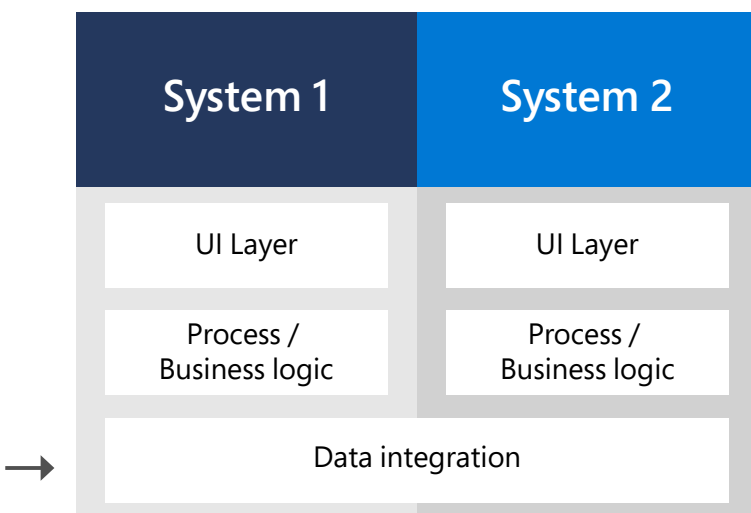 System 1
System 2
UI Layer
UI Layer
Process /
Business logic
Process /
Business logic
Data integration